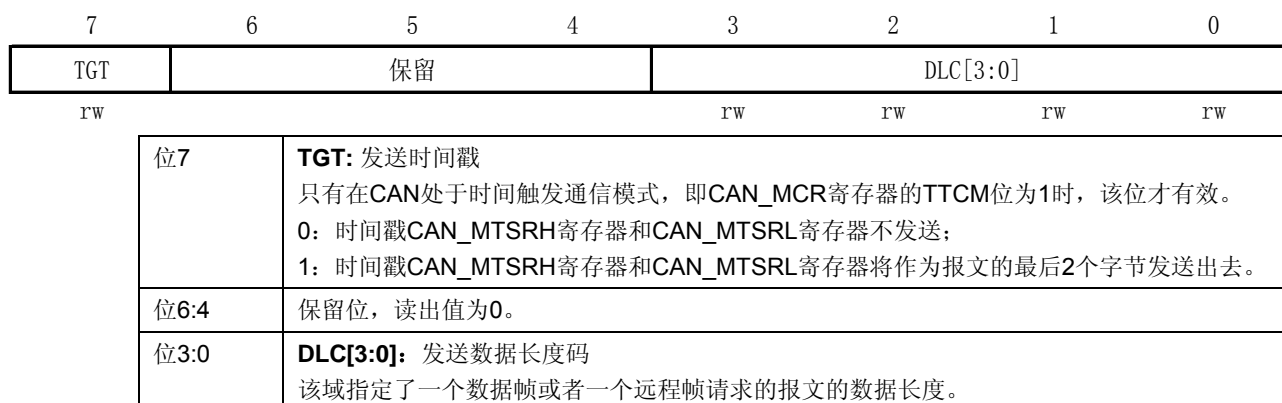 7 6 5 4 3 2 1 0
TGT 保留 DLC[3:0]
rw rw rw rw rw
位7 TGT: 发送时间戳
只有在CAN处于时间触发通信模式，即CAN_MCR寄存器的TTCM位为1时，该位才有效。
0：时间戳CAN_MTSRH寄存器和CAN_MTSRL寄存器不发送；
1：时间戳CAN_MTSRH寄存器和CAN_MTSRL寄存器将作为报文的最后2个字节发送出去。
位6:4 保留位，读出值为0。
位3:0 DLC[3:0]：发送数据长度码
该域指定了一个数据帧或者一个远程帧请求的报文的数据长度。